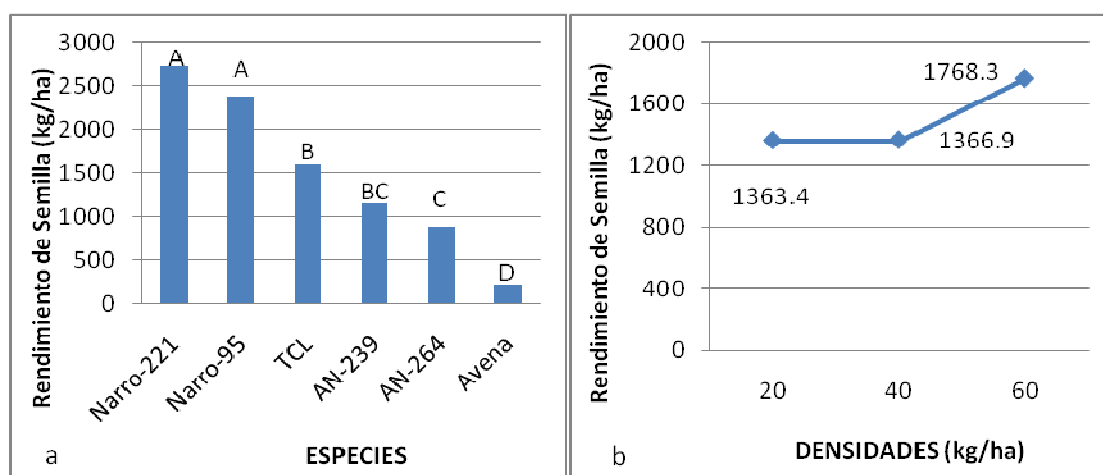 Rendimiento de Semilla (kg/ha)
3000
2500
2000
1500
1000
500
0
A
A
B
BC
C
D
Narro-221
Narro-95
TCL
AN-239
AN-264
Avena
a
ESPECIES
Rendimiento de Semilla (kg/ha)
2000
1600
1200
800
400
0
1768.3
1366.9
1363.4
20
40
60
b
DENSIDADES (kg/ha)